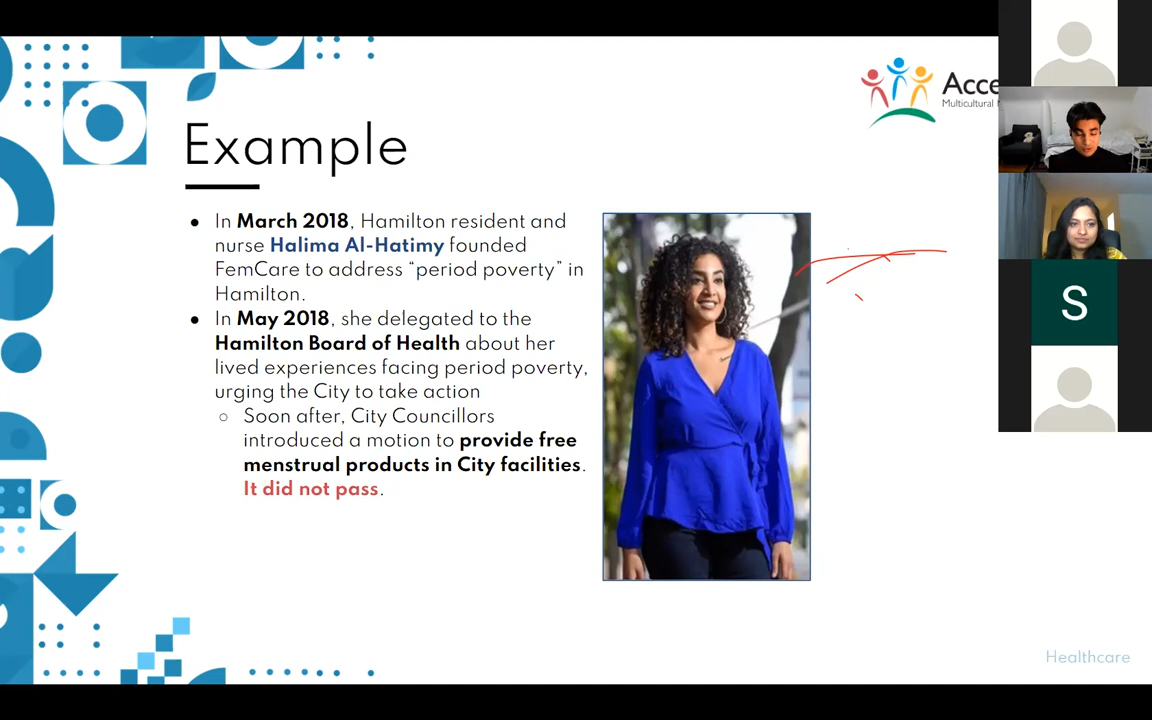 Example
● In March 2018, Hamilton resident and
nurse Halima Al-Hatimy founded
FemCare to address “period poverty” in
Hamilton.
● In May 2018, she delegated to the
Hamilton Board of Health about her
lived experiences facing period poverty,
urging the City to take action
○ Soon after, City Councillors
introduced a motion to provide free
menstrual products in City facilities.
It did not pass.
Multicultural
S
Healthcare